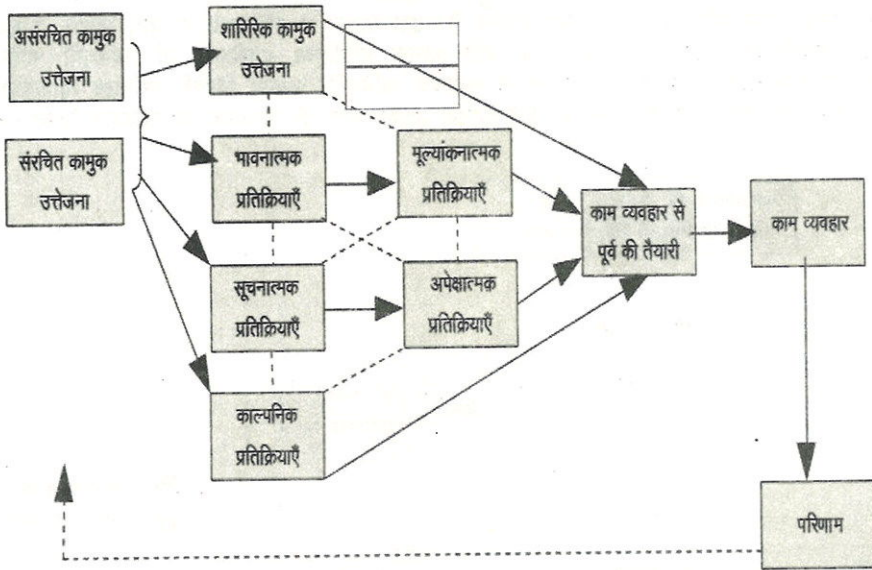 असंरचित कामुक
उत्तेजना
संरचित कामुक
उत्तेजना
शारिरिक कामुक
उत्तेजना
भावनात्मक
प्रतिक्रियाएँ
सूचनात्मक
प्रतिक्रियाएँ
काल्पनिक
प्रतिक्रियाएँ
मूल्यांकनात्मक
प्रतिक्रियाएँ
अपेक्षात्मक
प्रतिक्रियाएँ
काम व्यवहार से
पूर्व की तैयारी
काम व्यवहार
परिणाम